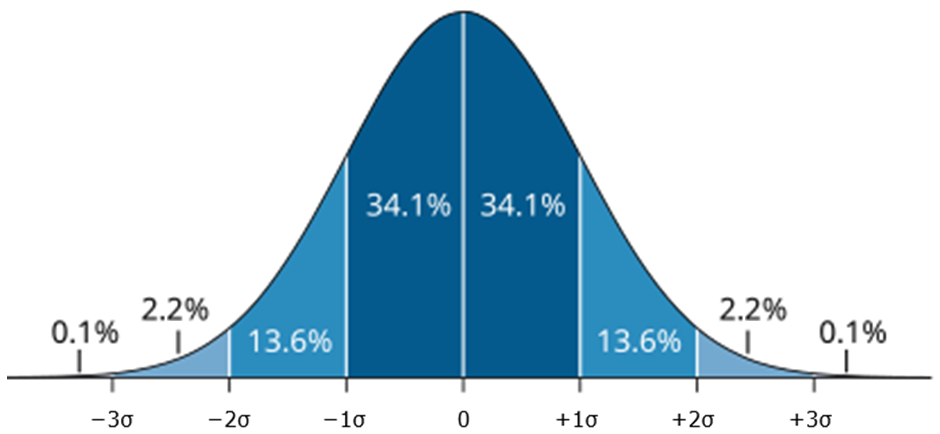 34.1% 34.1%
2.2% 2.2%
0.1% 13.6% 13.6% 0.1%
−3σ −2σ −1σ 0 +1σ +2σ +3σ